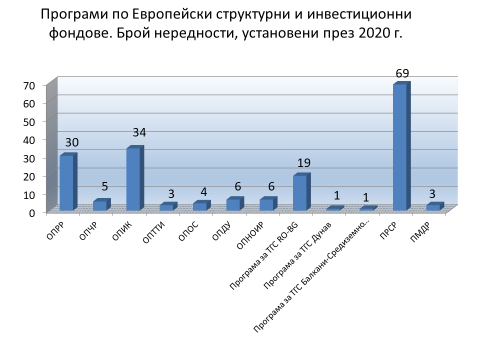 Програми по Европейски структурни и инвестиционни
фондове. Брой нередности, установени през 2020 г.
70
60
50
40
30
20
10
0
30
5
34
3
4
6
6
19
1
1
69
3
ОПРР
ОПЧР
ОПИК
ОПТТИ
ОПОС
ОПДУ
ОПНОИР
Програма за ТГС RO-BG
Програма за ТГС Дунав
Програма за ТГС Балкани-Средиземно…
ПРСР
ПМДР